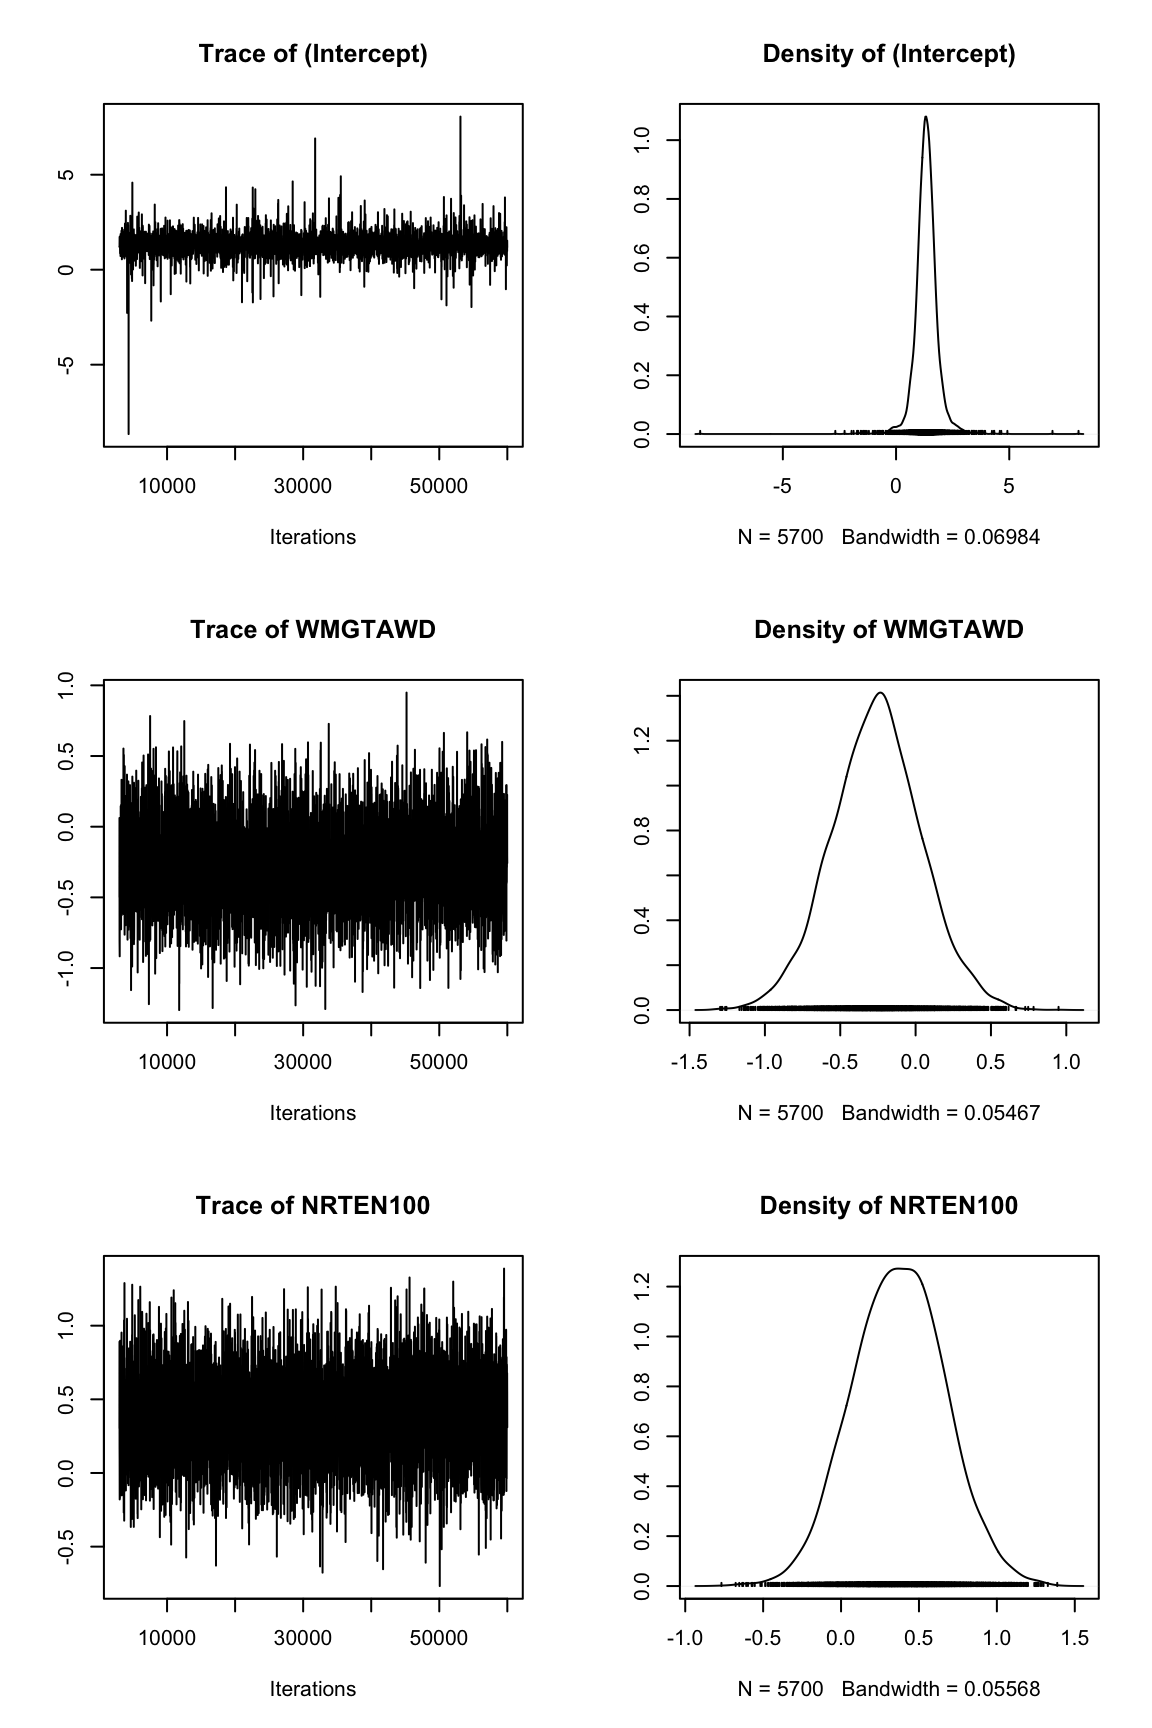 Trace of (Intercept)
5
0
-5
10000 30000 50000
Iterations
Density of (Intercept)
1.0
0.8
0.6
0.4
0.2
0.0
-5 0 5
N = 5700 Bandwidth = 0.06984
Trace of WMGTAWD
1.0
0.5
0.0
-0.5
-1.0
10000 30000 50000
Iterations
Density of WMGTAWD
1.2
0.8
0.4
0.0
-1.5 -1.0 -0.5 0.0 0.5 1.0
N = 5700 Bandwidth = 0.05467
Trace of NRTEN100
1.0
0.5
0.0
-0.5
10000 30000 50000
Iterations
Density of NRTEN100
1.2
1.0
0.8
0.6
0.4
0.2
0.0
-1.0 -0.5 0.0 0.5 1.0 1.5
N = 5700 Bandwidth = 0.05568